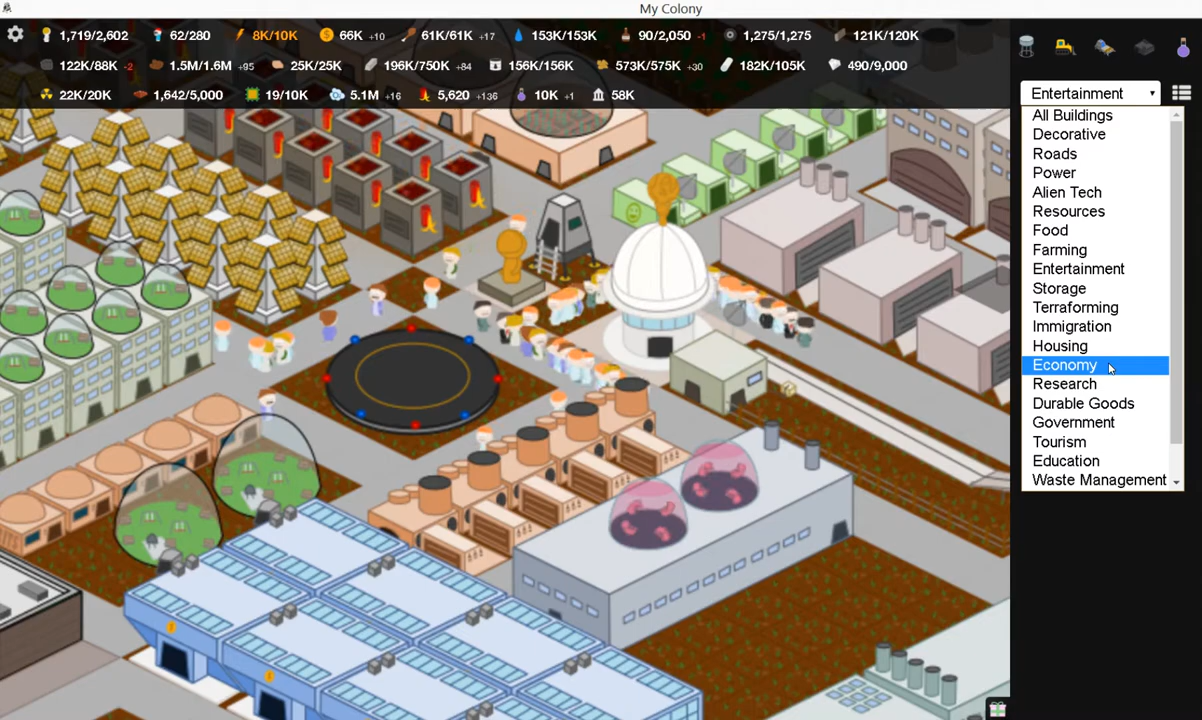 My Colony
1,719/2,602 62/280 8K/10K 66K +10 61K/61K +17 153K/153K 90/2,050 -1 1,275/1,275 121K/120K
122K/88K -2 1.5M/1.6M +95 25K/25K 196K/750K +84 156K/156K 573K/575K +30 182K/105K 490/9,000
22K/20K 1,642/5,000 19/10K 5.1M +16 5,620 +136 10K +1 58K
Entertainment
All Buildings
Decorative
Roads
Power
Alien Tech
Resources
Food
Farming
Entertainment
Storage
Terraforming
Immigration
Housing
Economy
Research
Durable Goods
Government
Tourism
Education
Waste Management